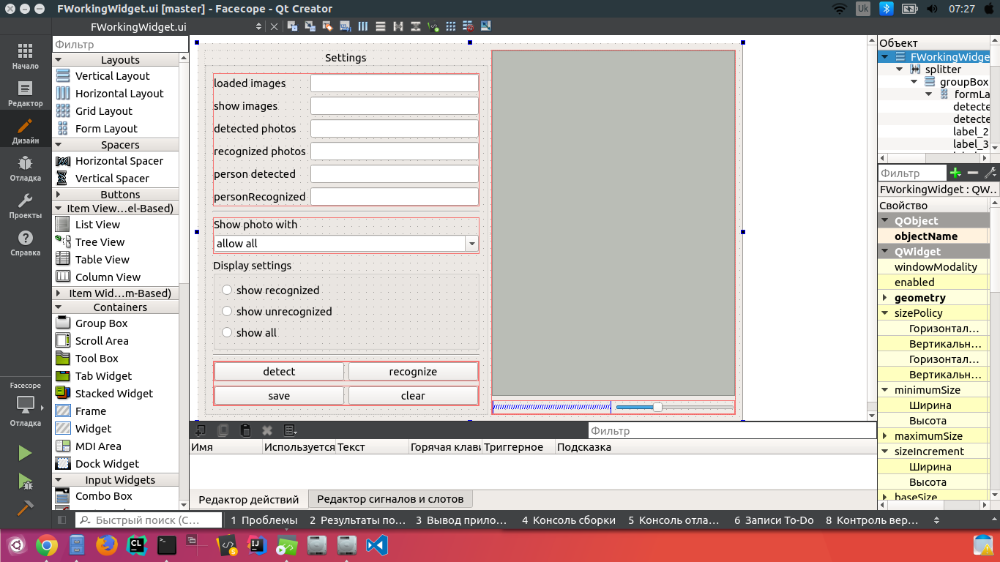 FWorkingWidget.ui [master] - Facecope - Qt Creator
Uk
07:27
FWorkingWidget.ui
Начало
Редактор
Дизайн
Отладка
Проекты
Справка
Facecope
Отладка
Фильтр
Layouts
Vertical Layout
Horizontal Layout
Grid Layout
Form Layout
Spacers
Horizontal Spacer
Vertical Spacer
Buttons
Item View...el-Based)
List View
Tree View
Table View
Column View
Item Wid...m-Based)
Containers
Group Box
Scroll Area
Tool Box
Tab Widget
Stacked Widget
Frame
Widget
MDI Area
Dock Widget
Input Widgets
Combo Box
Settings
loaded images
show images
detected photos
recognized photos
person detected
personRecognized
Show photo with
allow all
Display settings
show recognized
show unrecognized
show all
detect recognize
save clear
Фильтр
Имя Используется Текст Горячая клави Триггерное Подсказка
Редактор действий Редактор сигналов и слотов
Объект
FWorkingWidge
splitter
groupBox
formLa
detecte
detecte
label_2
label_3
Фильтр
FWorkingWidget : QW...
Свойство
QObject
objectName
QWidget
windowModality
enabled
geometry
sizePolicy
Горизонтал...
Вертикальн...
Горизонтал...
Вертикальн...
minimumSize
Ширина
Высота
maximumSize
sizeIncrement
Ширина
Высота
baseSize
Быстрый поиск (C...
1 Проблемы 2 Результаты по... 3 Вывод прило... 4 Консоль сборки 5 Консоль отла... 6 Записи To-Do 8 Контроль вер...
CL
IJ